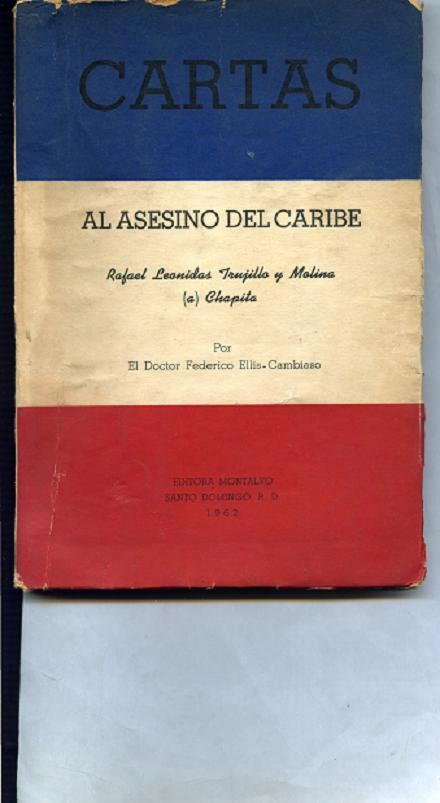 CARTAS
AL ASESINO DEL CARIBE
Rafael Leonidas Trujillo y Molina
(a) Chapita
Por
El Doctor Federico Ellis-Cambiaso
EDITORA MONTALVO
SANTO DOMINGO, R. D.
1962